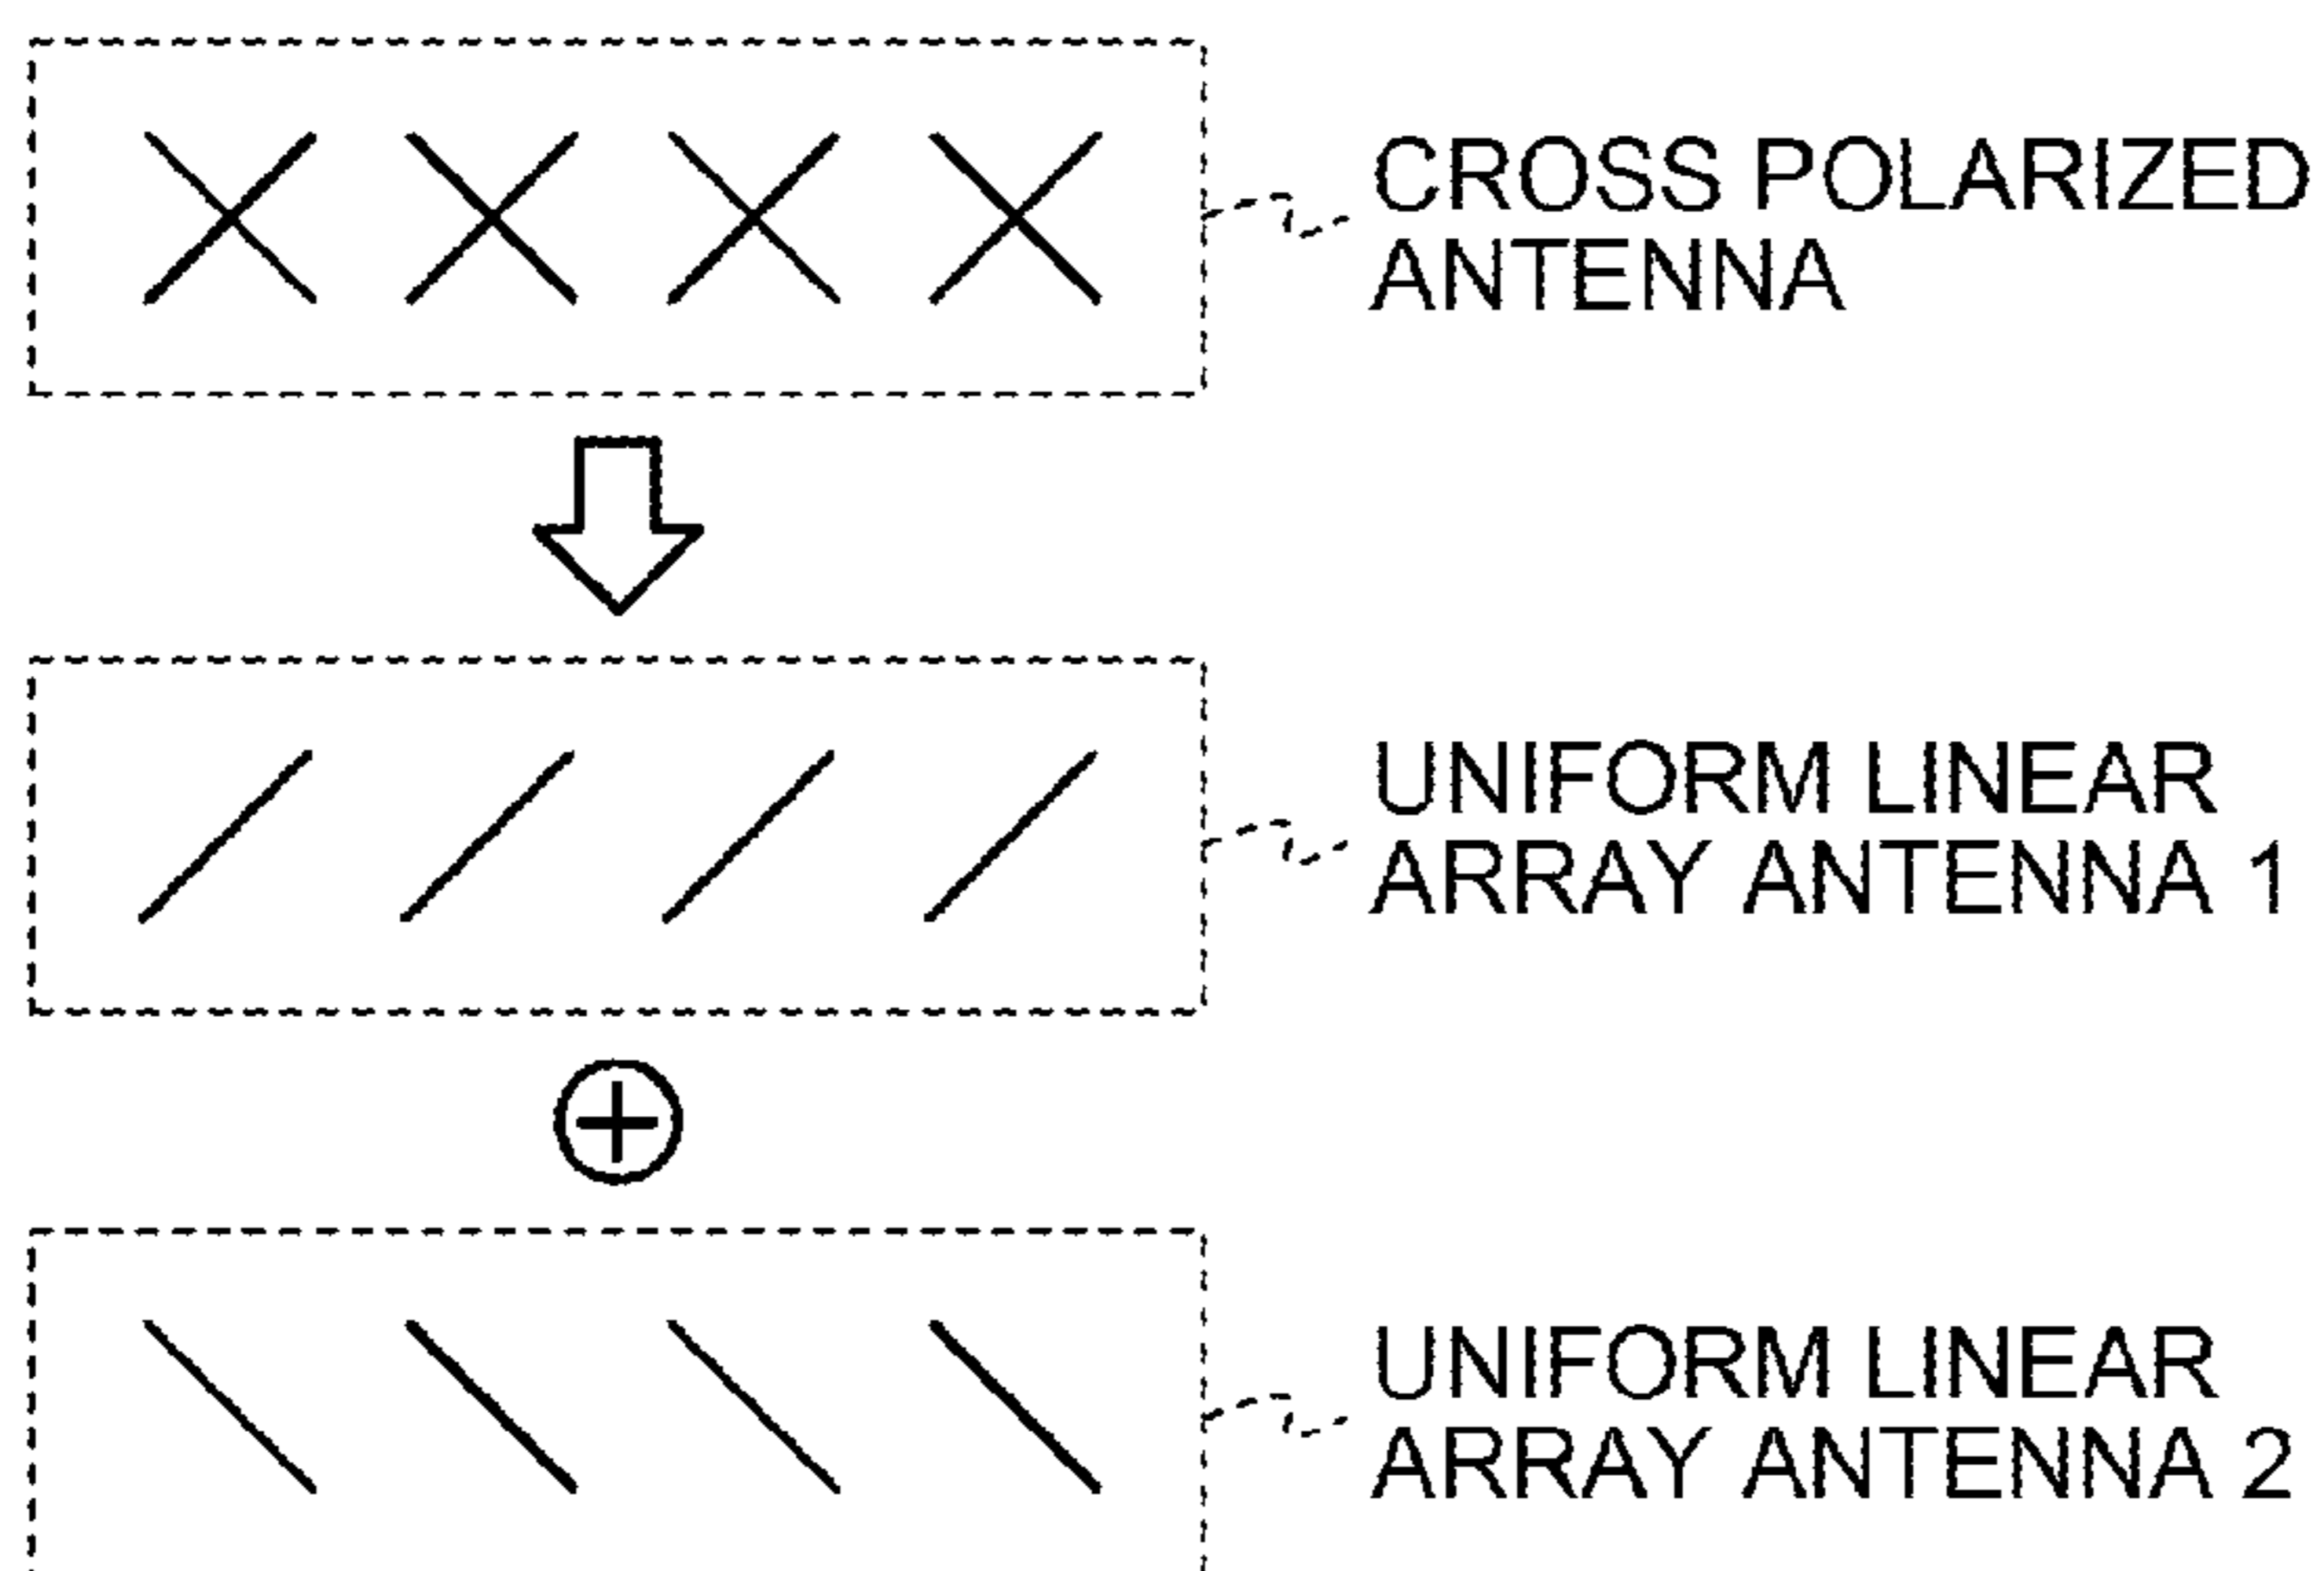 CROSS POLARIZED
ANTENNA
UNIFORM LINEAR
ARRAY ANTENNA 1
UNIFORM LINEAR
ARRAY ANTENNA 2